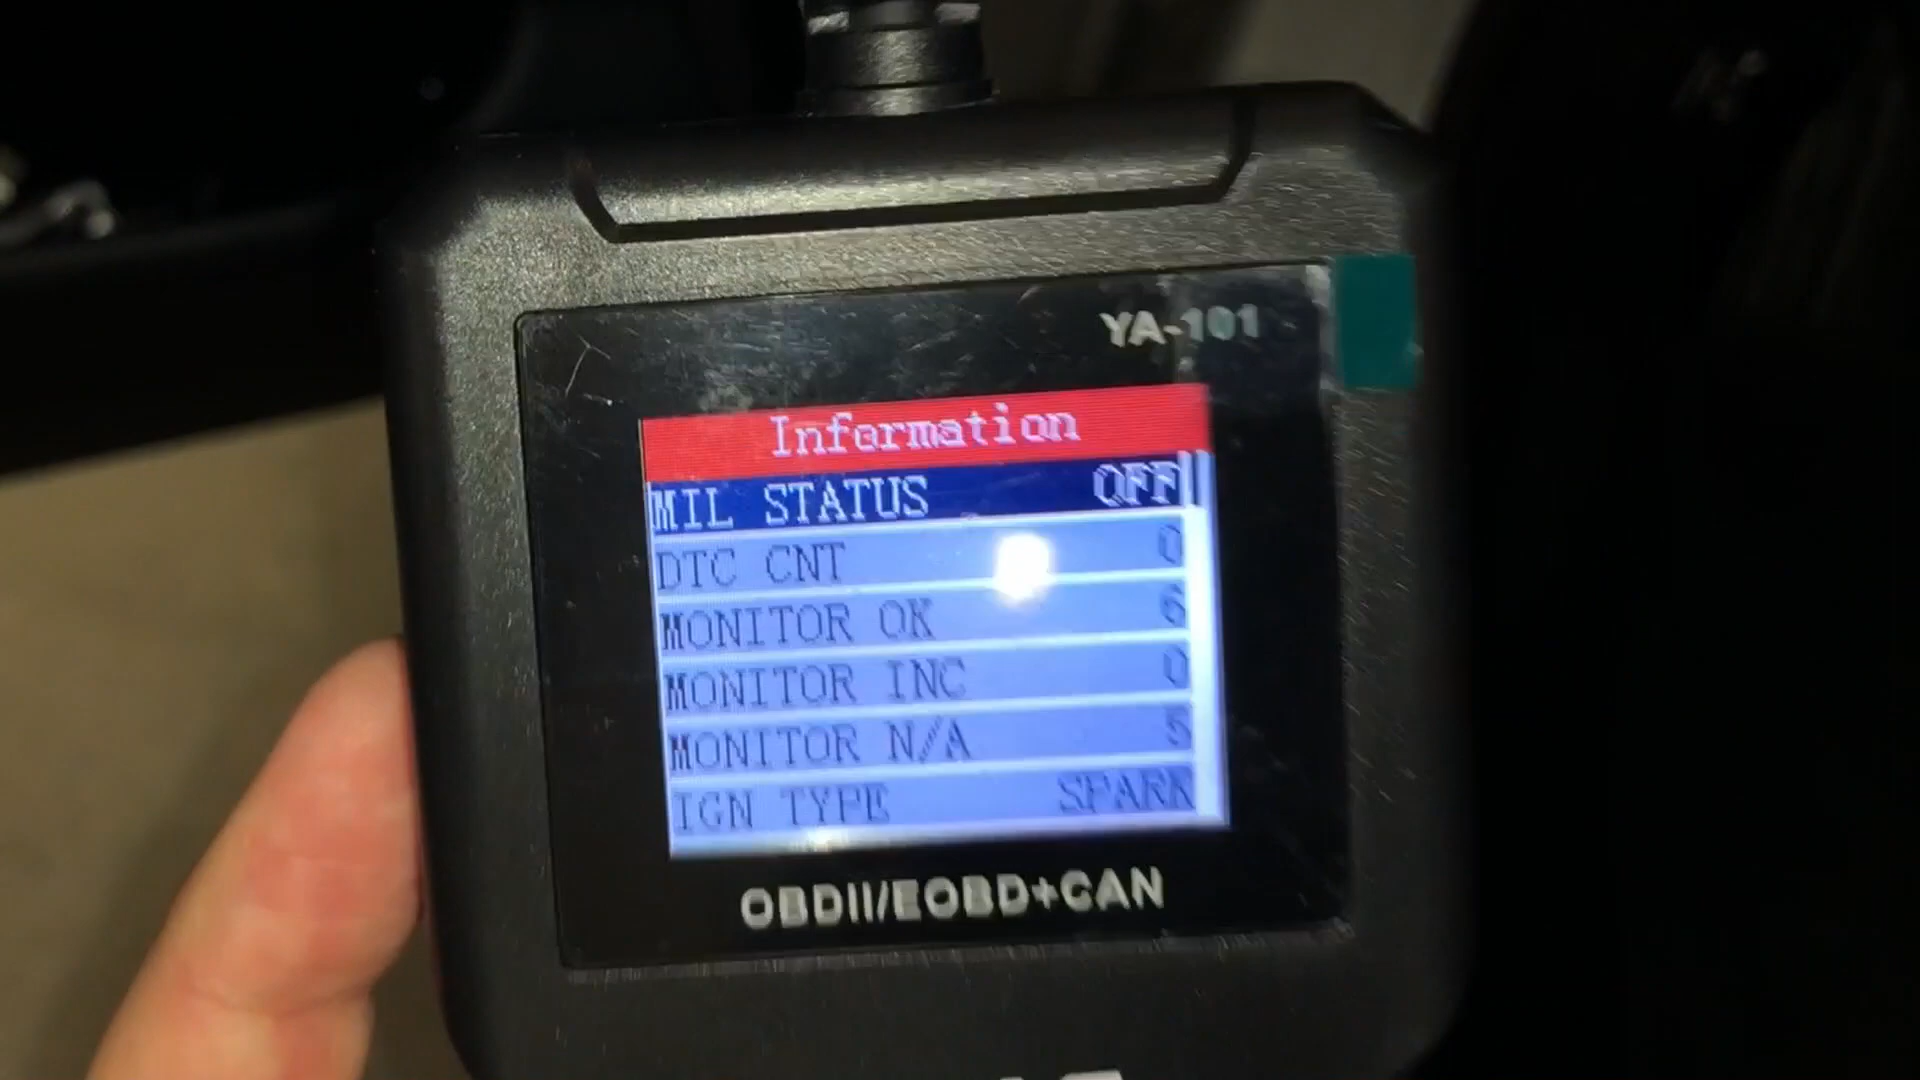 YA-101
Information
MIL STATUS OFF
DTC CNT 0
MONITOR OK 6
MONITOR INC 0
MONITOR N/A 5
IGN TYPE SPARK
OBDII/EOBD+CAN